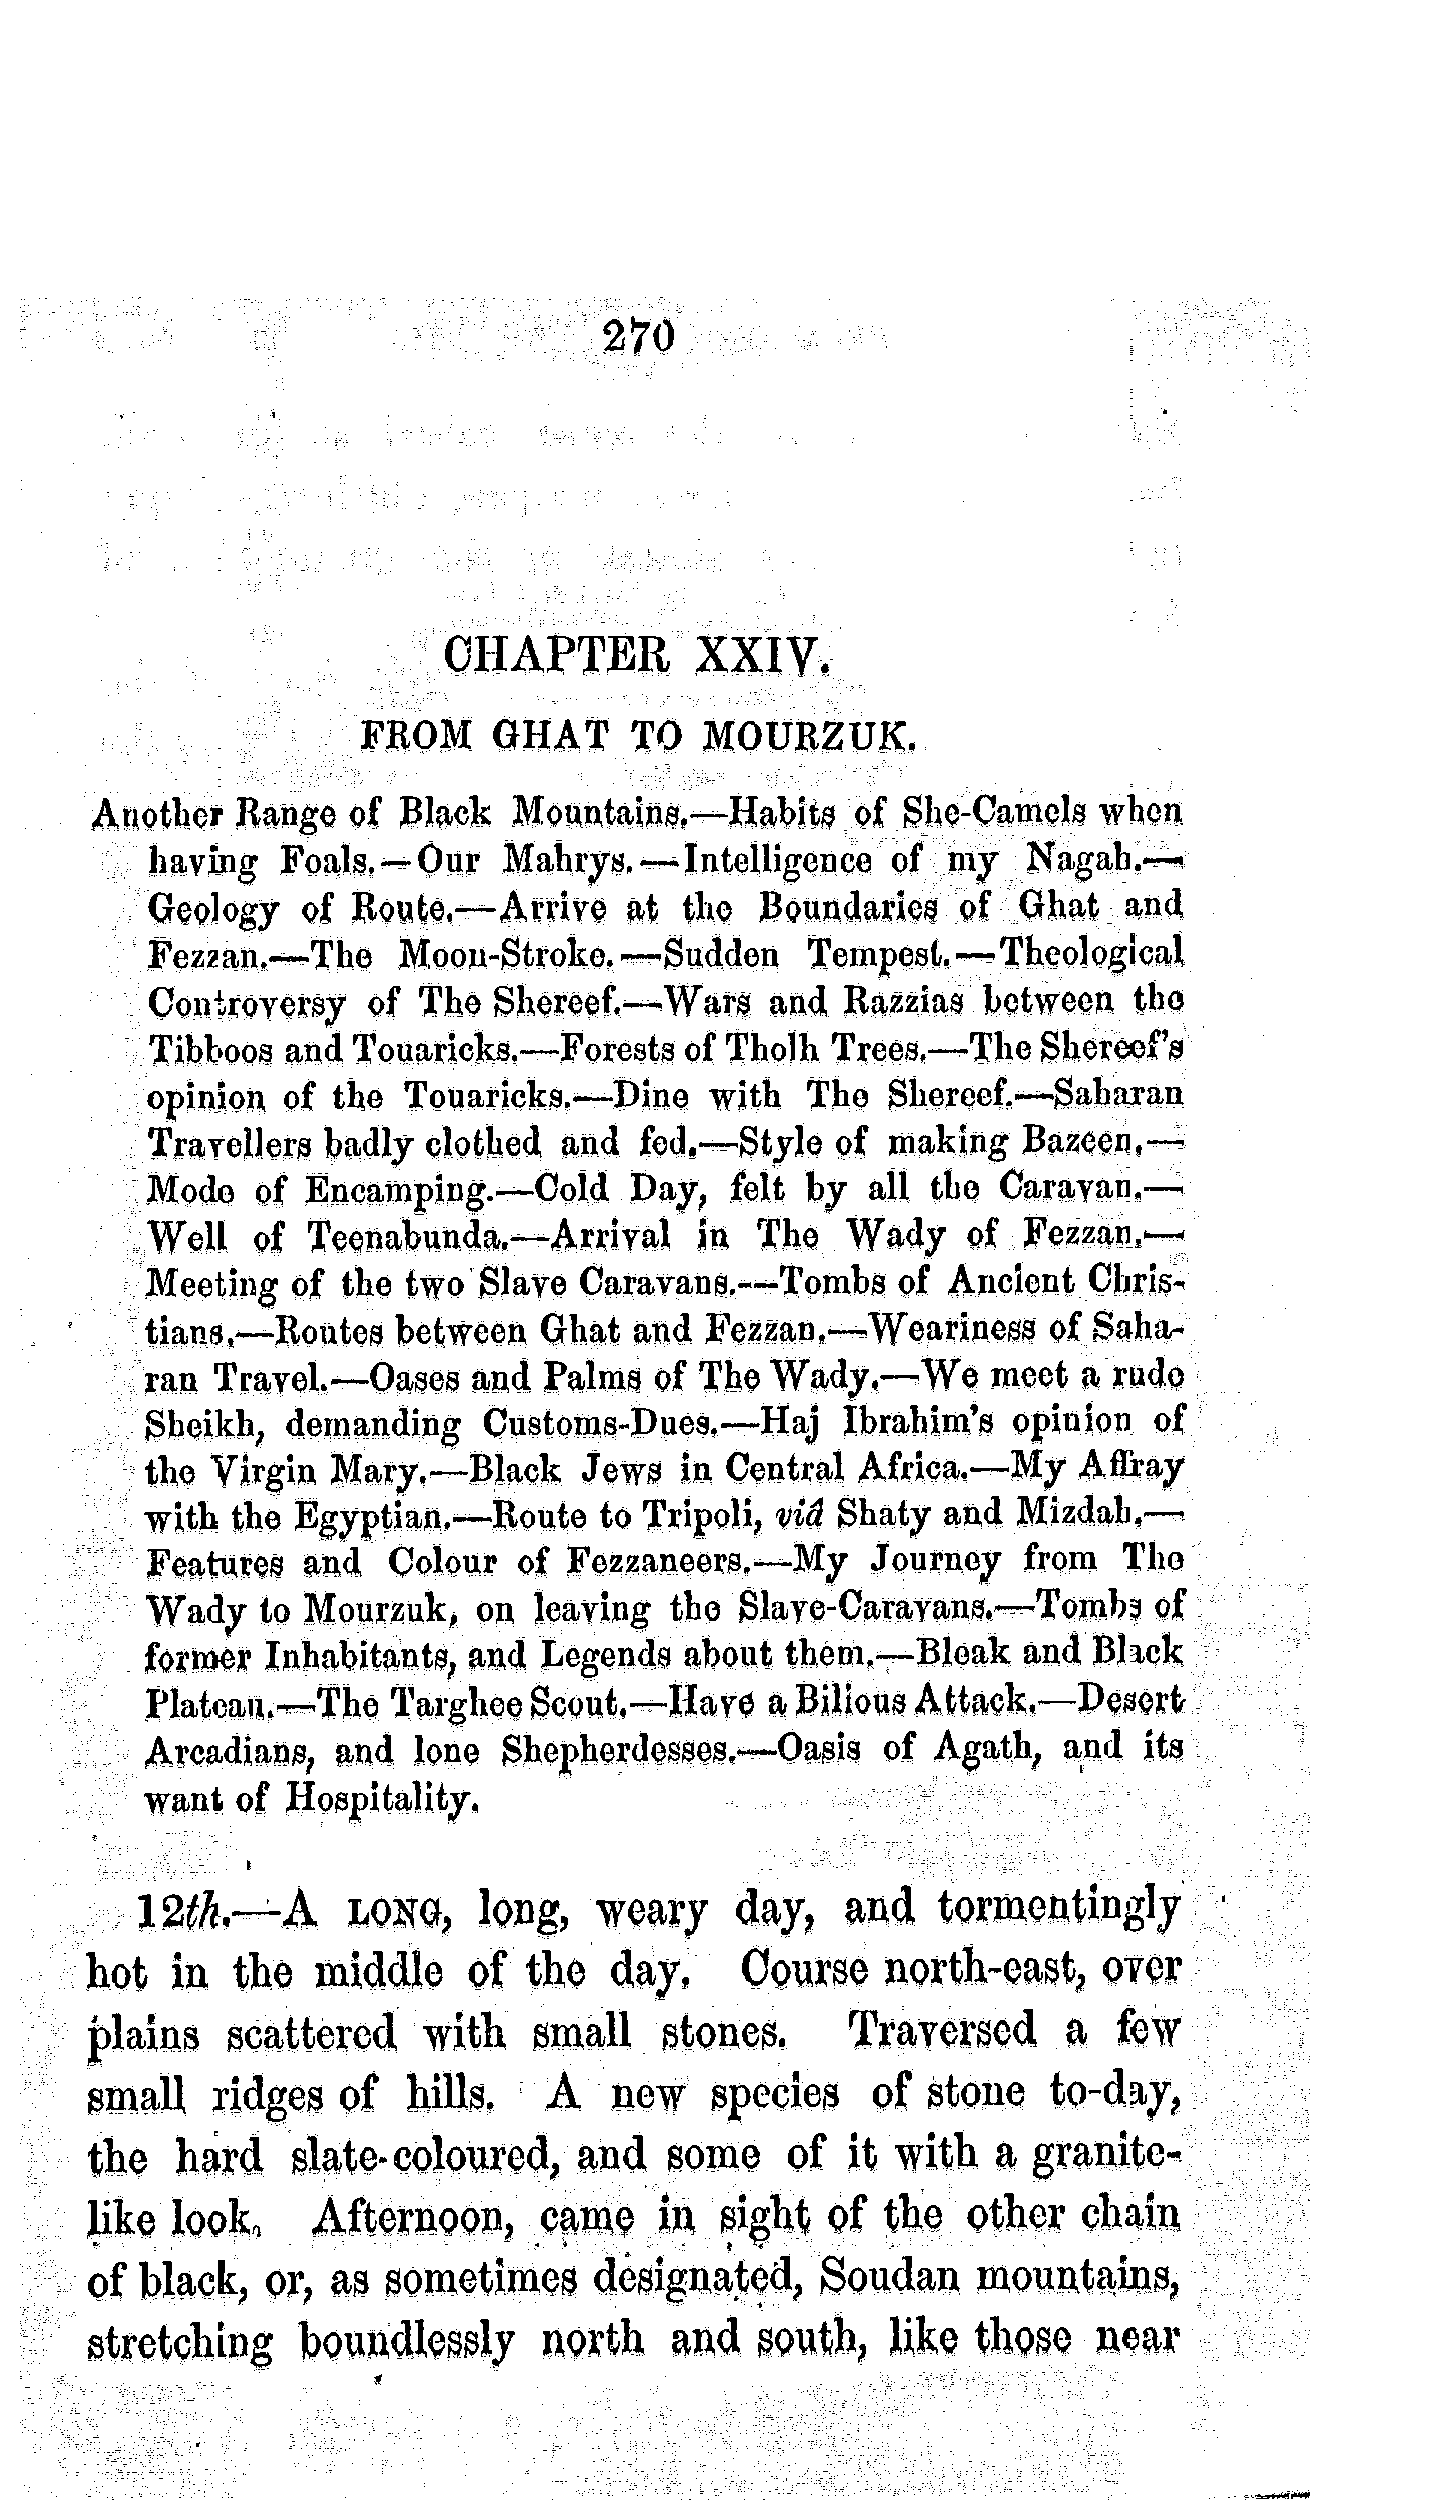 270
CHAPTER XXIV.
FROM GHAT TO MOURZUK.
Another Range of Black Mountains.—Habits of She-Camels when
having Foals.—Our Mahrys.—Intelligence of my Nagah.—
Geology of Route.—Arrive at the Boundaries of Ghat and
Fezzan.—The Moon-Stroke.—Sudden Tempest.—Theological
Controversy of The Shereef.—Wars and Razzias between the
Tibboos and Touaricks.—Forests of Tholh Trees.—The Shereef's
opinion of the Touaricks.—Dine with The Shereef.—Saharan
Travellers badly clothed and fed.—Style of making Bazeen.—
Mode of Encamping.—Cold Day, felt by all the Caravan.—
Well of Teenabunda.—Arrival in The Wady of Fezzan.—
Meeting of the two Slave Caravans.—Tombs of Ancient Chris-
tians.—Routes between Ghat and Fezzan.—Weariness of Saha-
ran Travel.—Oases and Palms of The Wady.—We meet a rude
Sheikh, demanding Customs-Dues.—Haj Ibrahim's opinion of
the Virgin Mary.—Black Jews in Central Africa.—My Affray
with the Egyptian.—Route to Tripoli, viâ Shaty and Mizdah.—
Features and Colour of Fezzaneers.—My Journey from The
Wady to Mourzuk, on leaving the Slave-Caravans.—Tombs of
former Inhabitants, and Legends about them.—Bleak and Black
Plateau.—The Targhee Scout.—Have a Bilious Attack.—Desert
Arcadians, and lone Shepherdesses.—Oasis of Agath, and its
want of Hospitality.
12th.—A LONG, long, weary day, and tormentingly
hot in the middle of the day. Course north-east, over
plains scattered with small stones. Traversed a few
small ridges of hills. A new species of stone to-day,
the hard slate-coloured, and some of it with a granite-
like look. Afternoon, came in sight of the other chain
of black, or, as sometimes designated, Soudan mountains,
stretching boundlessly north and south, like those near